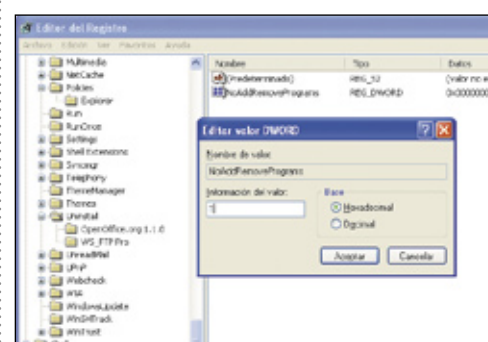 Editor del Registro
Archivo Edición Ver Favoritos Ayuda
Multimedia
NetCache
Policies
Explorer
Run
RunOnce
Settings
Shell Extensions
Syncmgr
Telephony
ThemeManager
Themes
Uninstall
OpenOffice.org 1.1.0
WS_FTP Pro
UnreadMail
UPnP
Webcheck
WindowsUpdate
WinTrust
Nombre Tipo Datos
(Predeterminado) REG_SZ (valor no e
NoAddRemovePrograms REG_DWORD 0x0000000
Editar valor DWORD
Nombre de valor:
NoAddRemovePrograms
Información del valor:
1
Base
Hexadecimal
Decimal
Aceptar Cancelar